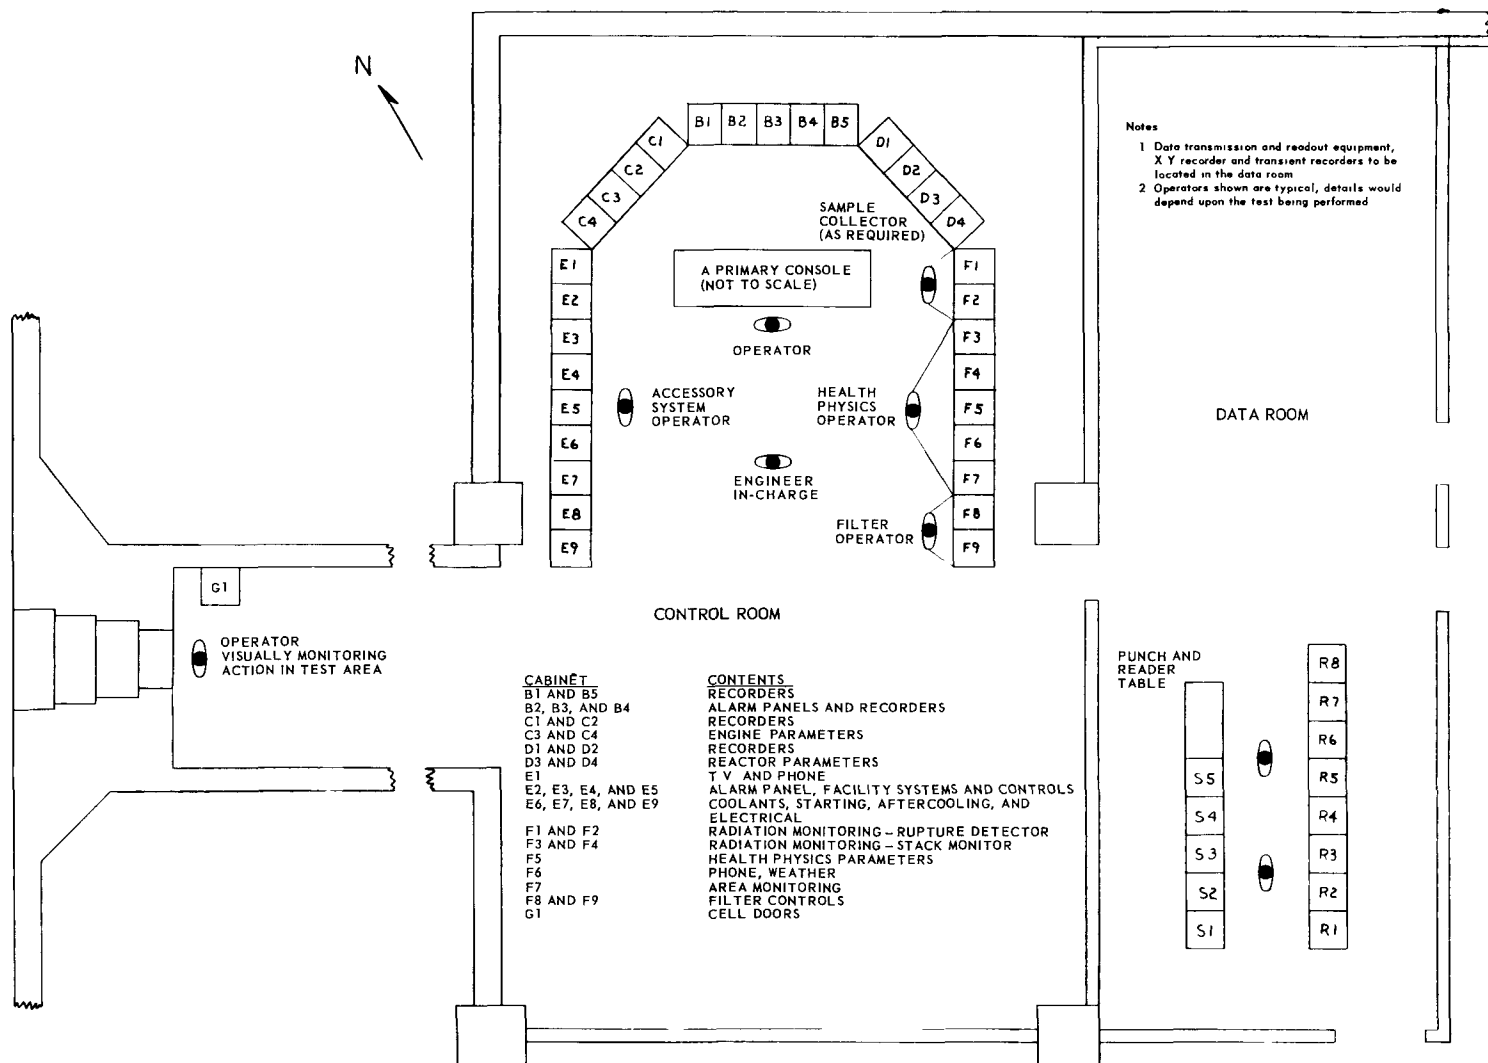 N
B1 B2 B3 B4 B5
C1
C2
C3
C4
D1
D2
D3
D4
Notes
1 Data transmission and readout equipment,
X Y recorder and transient recorders to be
located in the data room
2 Operators shown are typical, details would
depend upon the test being performed
SAMPLE
COLLECTOR
(AS REQUIRED)
A PRIMARY CONSOLE
(NOT TO SCALE)
OPERATOR
E1
E2
E3
E4
E5
E6
E7
E8
E9
ACCESSORY
SYSTEM
OPERATOR
HEALTH
PHYSICS
OPERATOR
ENGINEER
IN-CHARGE
FILTER
OPERATOR
F1
F2
F3
F4
F5
F6
F7
F8
F9
DATA ROOM
G1
OPERATOR
VISUALLY MONITORING
ACTION IN TEST AREA
CONTROL ROOM
CABINET CONTENTS
B1 AND B5 RECORDERS
B2, B3, AND B4 ALARM PANELS AND RECORDERS
C1 AND C2 RECORDERS
C3 AND C4 ENGINE PARAMETERS
D1 AND D2 RECORDERS
D3 AND D4 REACTOR PARAMETERS
E1 T V AND PHONE
E2, E3, E4, AND E5 ALARM PANEL, FACILITY SYSTEMS AND CONTROLS
E6, E7, E8, AND E9 COOLANTS, STARTING, AFTERCOOLING, AND
ELECTRICAL
F1 AND F2 RADIATION MONITORING – RUPTURE DETECTOR
F3 AND F4 RADIATION MONITORING – STACK MONITOR
F5 HEALTH PHYSICS PARAMETERS
F6 PHONE, WEATHER
F7 AREA MONITORING
F8 AND F9 FILTER CONTROLS
G1 CELL DOORS
PUNCH AND
READER
TABLE
S5
S4
S3
S2
S1
R8
R7
R6
R5
R4
R3
R2
R1